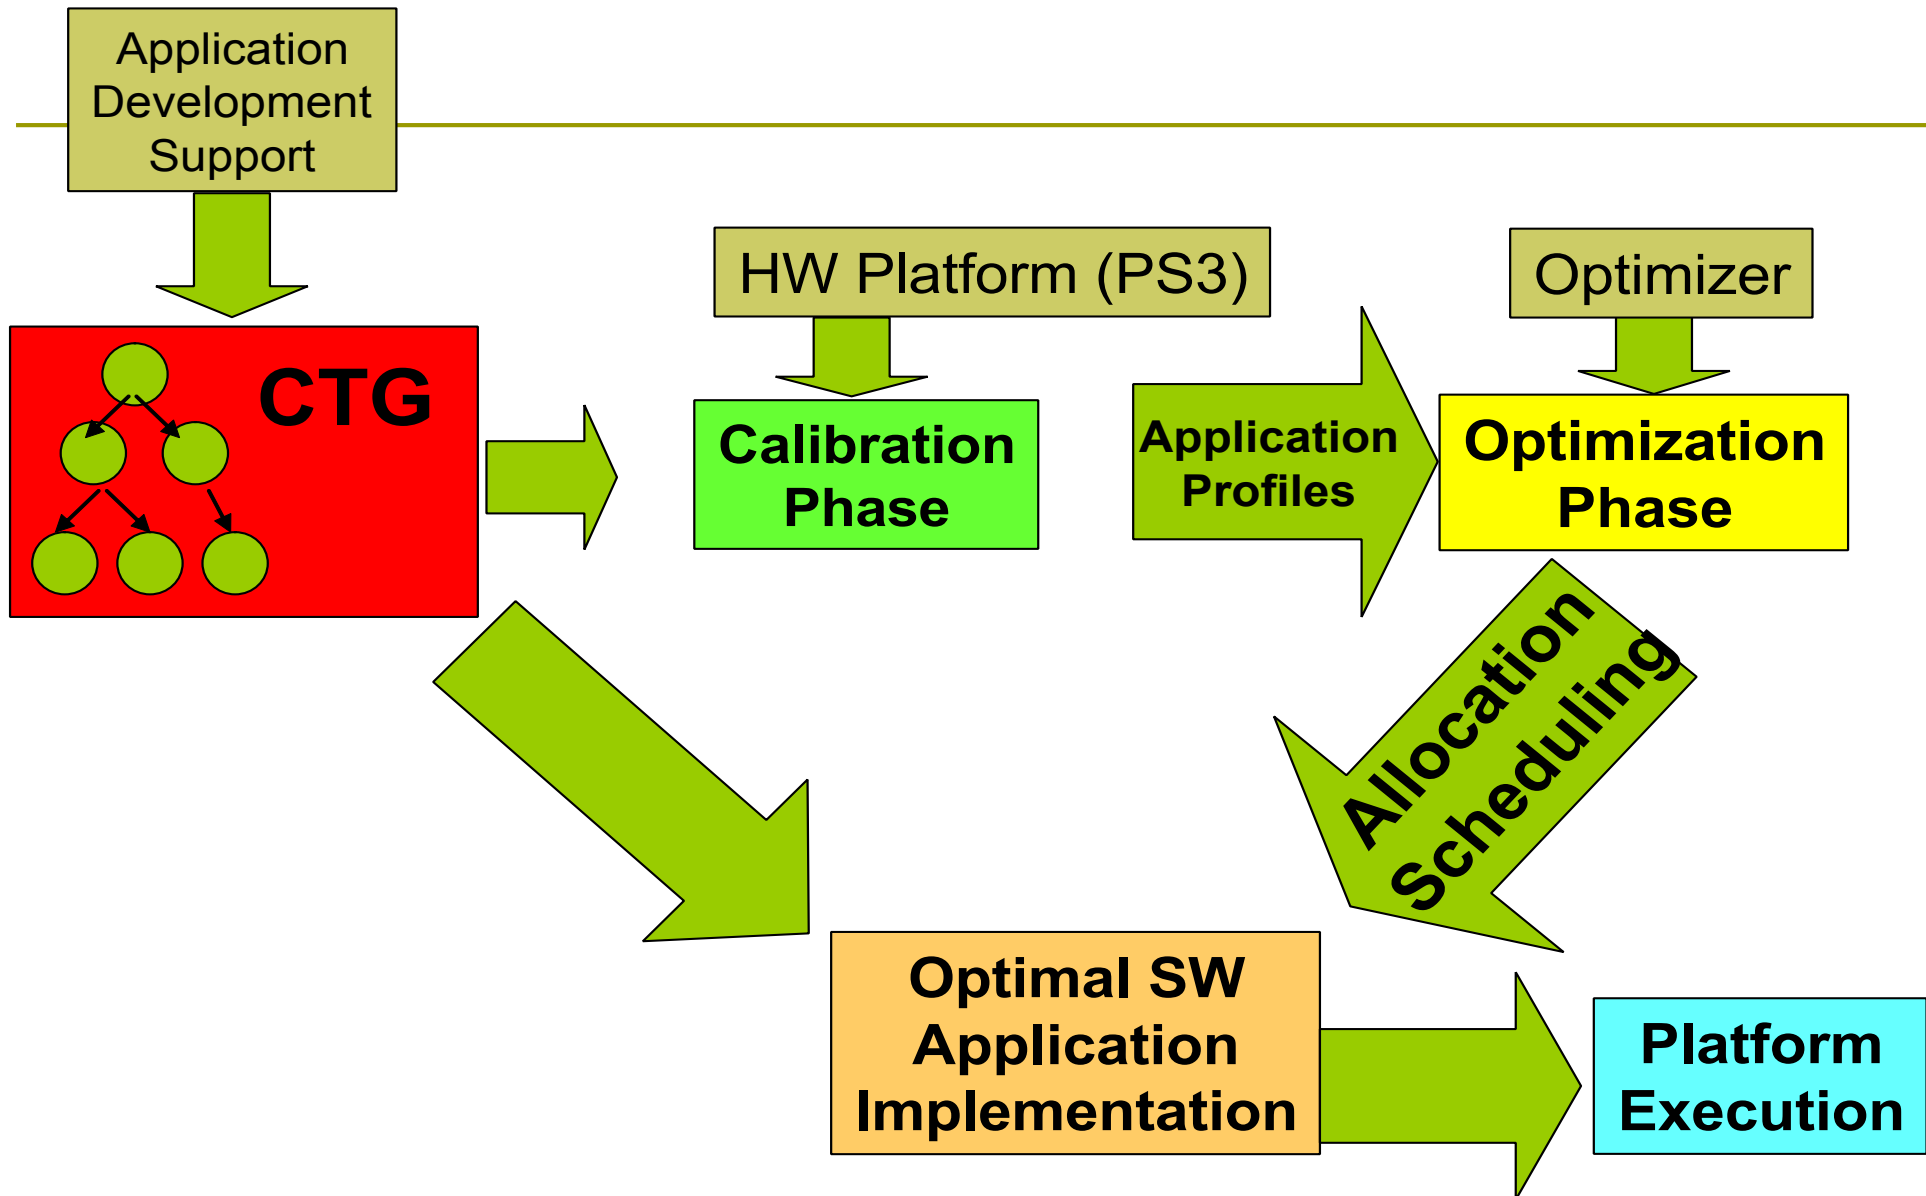 Application
Development
Support
HW Platform (PS3)
Optimizer
CTG
Calibration
Phase
Application
Profiles
Optimization
Phase
Allocation
Scheduling
Optimal SW
Application
Implementation
Platform
Execution